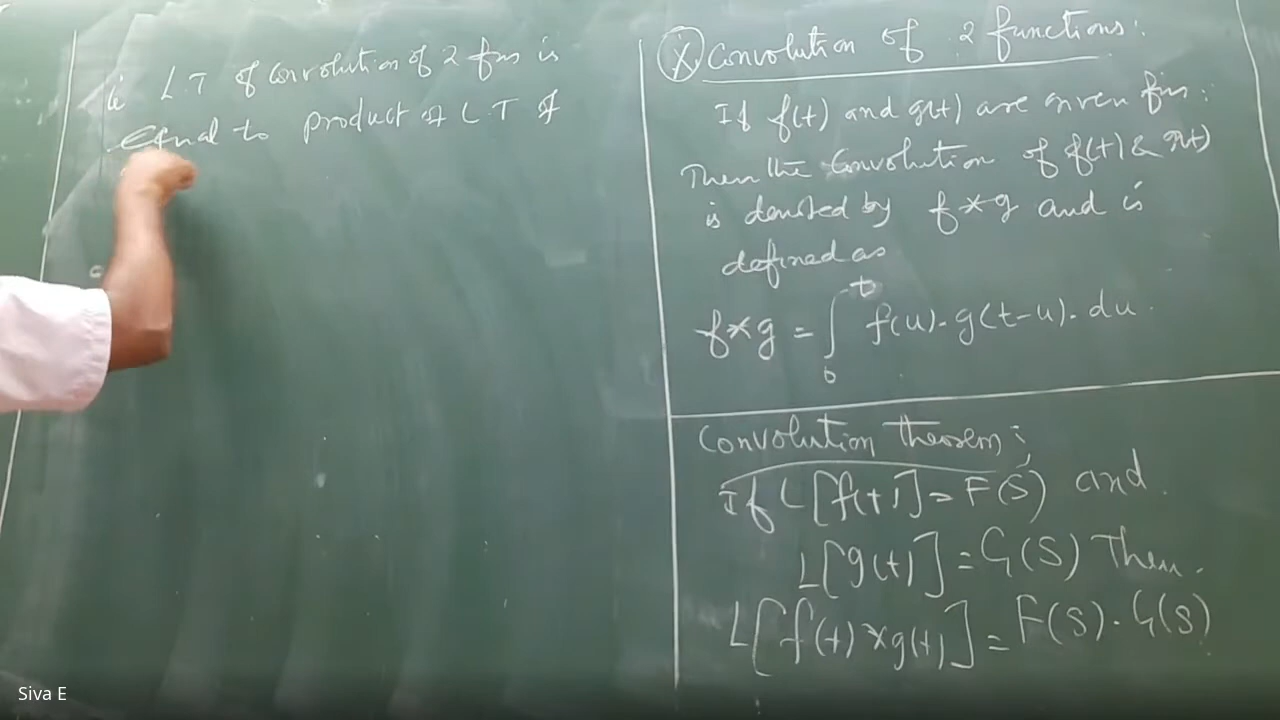 ie L.T of convolution of 2 fns is
Equal to product of L.T of
(X) Convolution of 2 functions:
If f(t) and g(t) are given fns:
Then the Convolution of f(t) & g(t)
is denoted by f*g and is
defined as
f*g = ∫₀ᵗ f(u). g(t-u). du.
Convolution theorem:
If L[f(t)] = F(S) and
L[g(t)] = G(S) Then.
L[f(t)*g(t)] = F(S). G(S)
Siva E